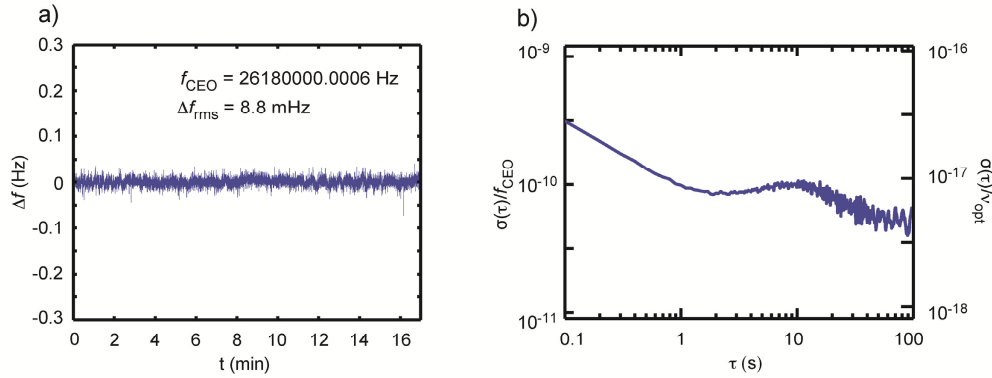 a)
0.3
0.2
0.1
0
-0.1
-0.2
-0.3
Δf (Hz)
fCEO = 26180000.0006 Hz
Δfrms = 8.8 mHz
0 2 4 6 8 10 12 14 16
t (min)
b)
10-9
10-10
10-11
σ(τ)/fCEO
10-16
10-17
10-18
σ(τ)/νopt
0.1 1 10 100
τ (s)